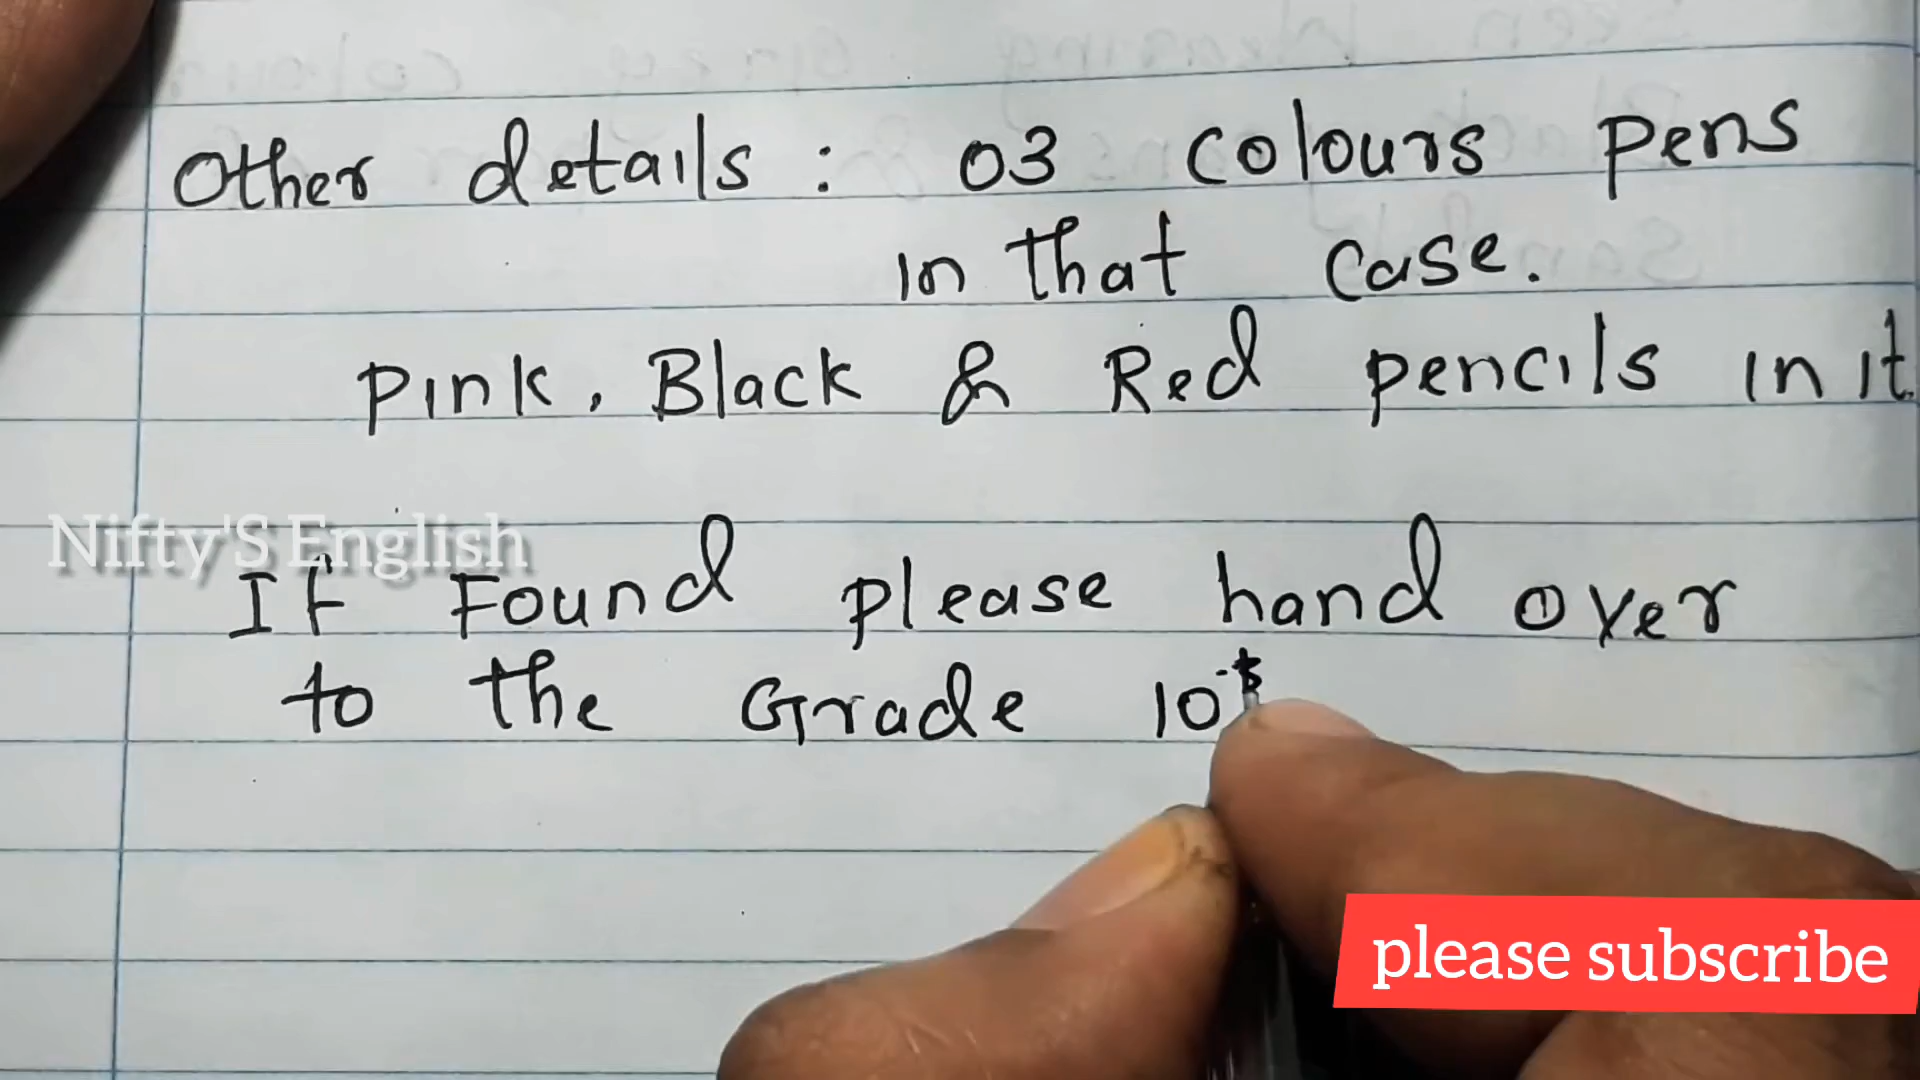 Other details : 03 colours pens
in that case.
Pink, Black & Red pencils in it.
Nifty'S English
If Found please hand over
to the Grade 10
please subscribe